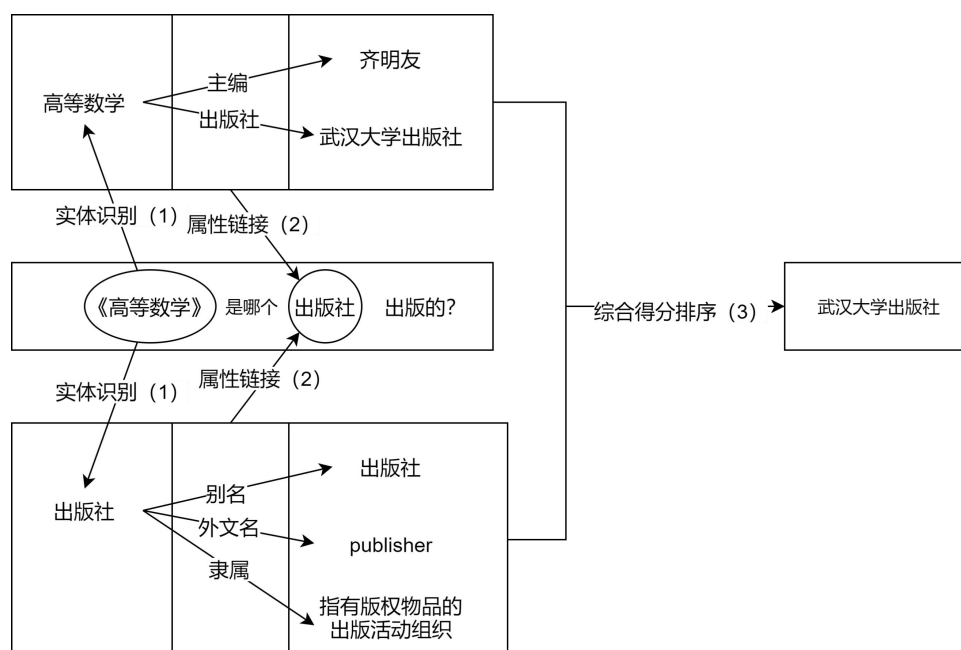 齐明友
主编
高等数学
出版社
武汉大学出版社
实体识别（1）
属性链接（2）
《高等数学》
是哪个
出版社
出版的？
综合得分排序（3）
武汉大学出版社
属性链接（2）
实体识别（1）
出版社
别名
出版社
外文名
publisher
隶属
指有版权物品的
出版活动组织